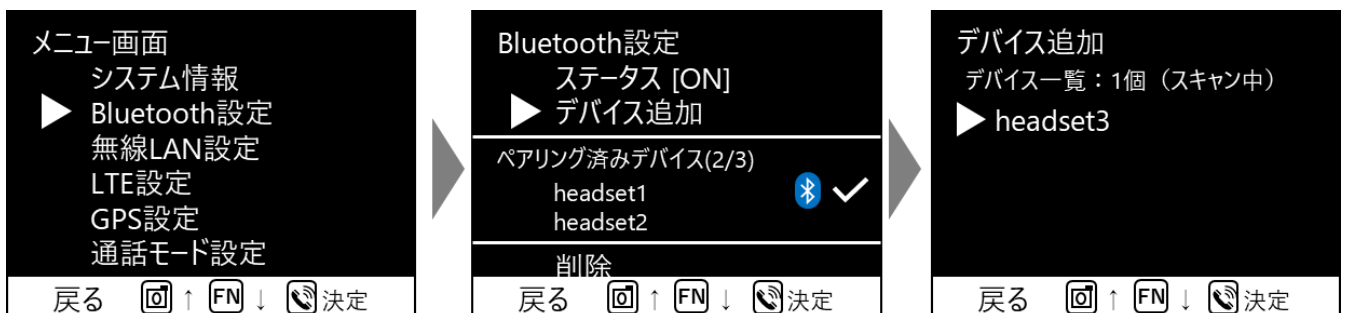 メニュー画面
システム情報
Bluetooth設定
無線LAN設定
LTE設定
GPS設定
通話モード設定
戻る ↑ FN ↓ 決定
Bluetooth設定
ステータス [ON]
デバイス追加
ペアリング済みデバイス(2/3)
headset1
headset2
削除
戻る ↑ FN ↓ 決定
デバイス追加
デバイス一覧：1個（スキャン中）
headset3
戻る ↑ FN ↓ 決定